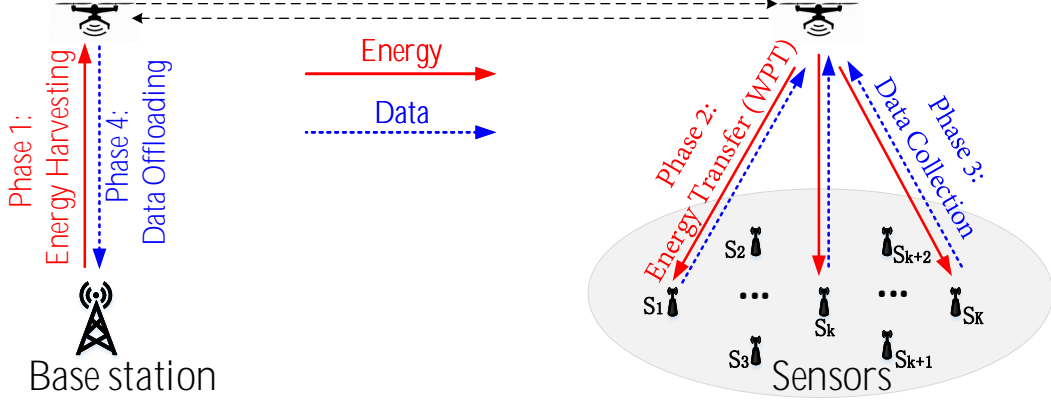 Phase 1:
Energy Harvesting
Phase 4:
Data Offloading
Energy
Data
Phase 2:
Energy Transfer (WPT)
Phase 3:
Data Collection
S2
Sk+2
S1
...
Sk
...
SK
S3
Sk+1
Base station
Sensors